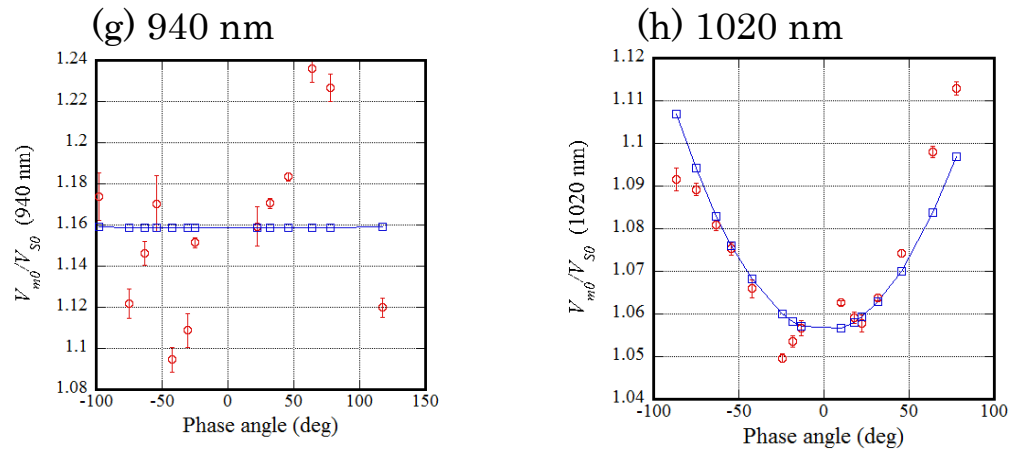 (g) 940 nm
1.24
1.22
1.2
1.18
1.16
1.14
1.12
1.1
1.08
Vm0/VS0 (940 nm)
-100 -50 0 50 100 150
Phase angle (deg)
(h) 1020 nm
1.12
1.11
1.1
1.09
1.08
1.07
1.06
1.05
1.04
Vm0/VS0 (1020 nm)
-100 -50 0 50 100
Phase angle (deg)